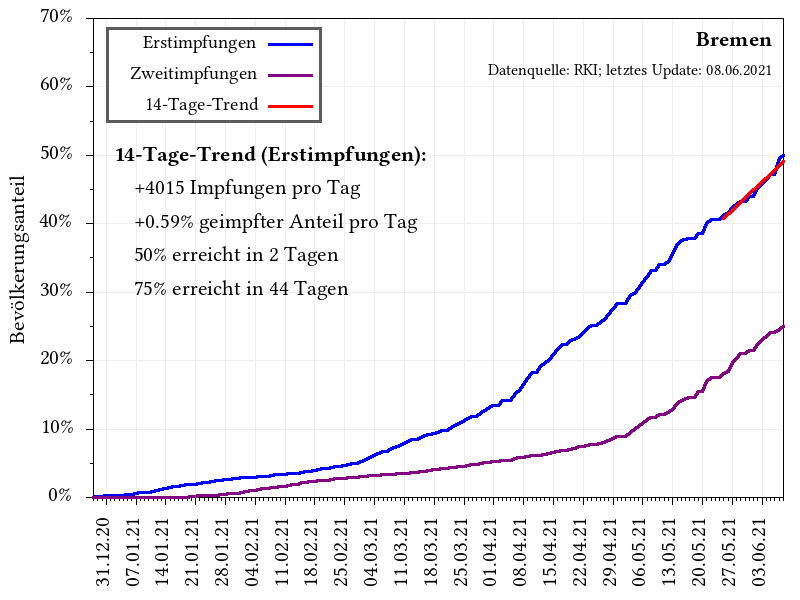 70%
60%
50%
40%
30%
20%
10%
0%
Bevölkerungsanteil
Erstimpfungen
Zweitimpfungen
14-Tage-Trend
Bremen
Datenquelle: RKI; letztes Update: 08.06.2021
14-Tage-Trend (Erstimpfungen):
+4015 Impfungen pro Tag
+0.59% geimpfter Anteil pro Tag
50% erreicht in 2 Tagen
75% erreicht in 44 Tagen
31.12.20
07.01.21
14.01.21
21.01.21
28.01.21
04.02.21
11.02.21
18.02.21
25.02.21
04.03.21
11.03.21
18.03.21
25.03.21
01.04.21
08.04.21
15.04.21
22.04.21
29.04.21
06.05.21
13.05.21
20.05.21
27.05.21
03.06.21